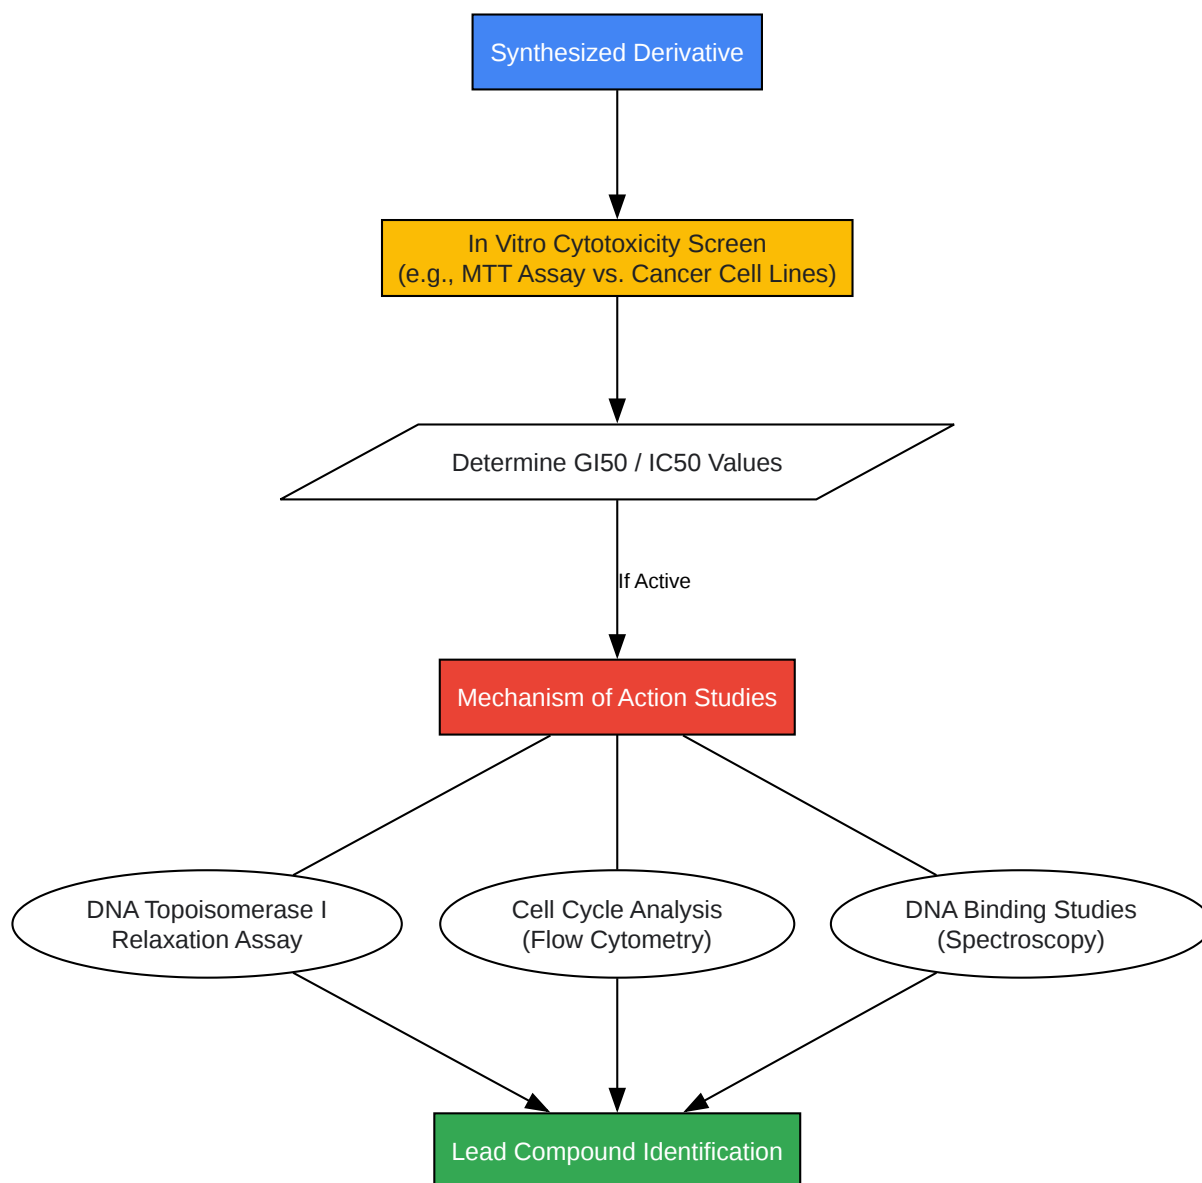 Synthesized Derivative
In Vitro Cytotoxicity Screen
(e.g., MTT Assay vs. Cancer Cell Lines)
Determine GI50 / IC50 Values
If Active
Mechanism of Action Studies
DNA Topoisomerase I
Relaxation Assay
Cell Cycle Analysis
(Flow Cytometry)
DNA Binding Studies
(Spectroscopy)
Lead Compound Identification